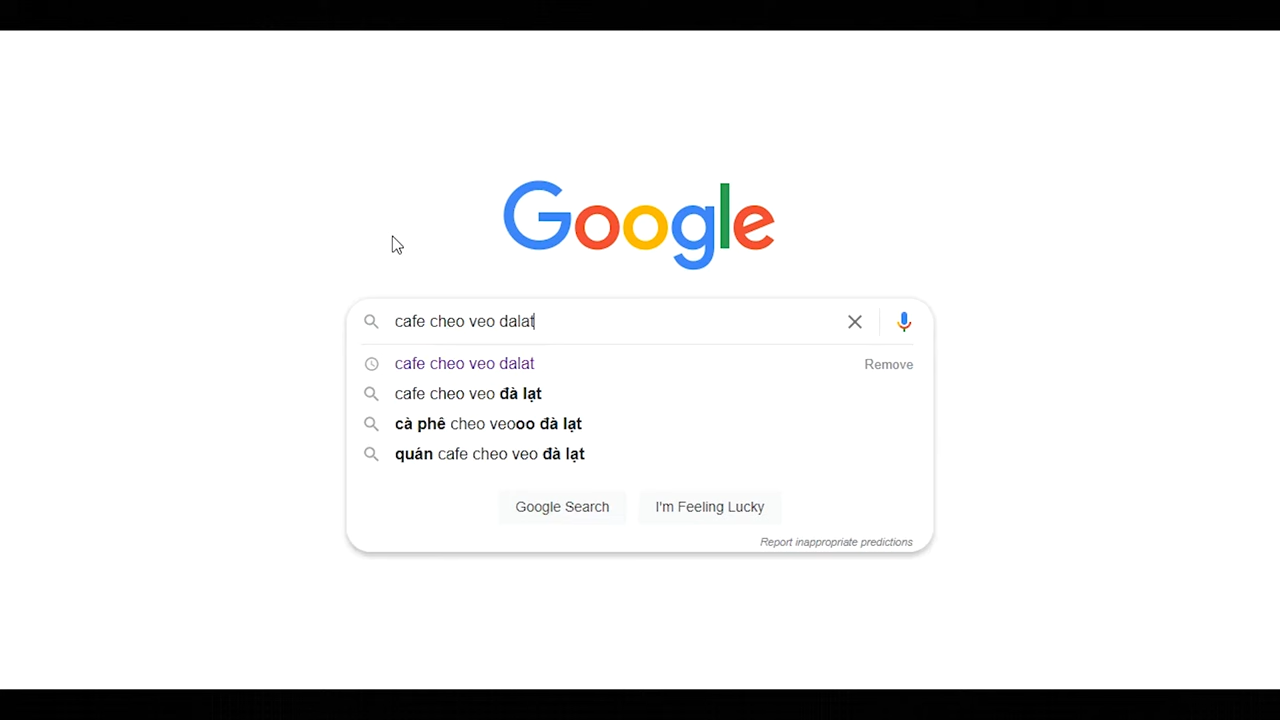 Google
cafe cheo veo dalat
cafe cheo veo dalat Remove
cafe cheo veo đà lạt
cà phê cheo veooo đà lạt
quán cafe cheo veo đà lạt
Google Search I'm Feeling Lucky
Report inappropriate predictions